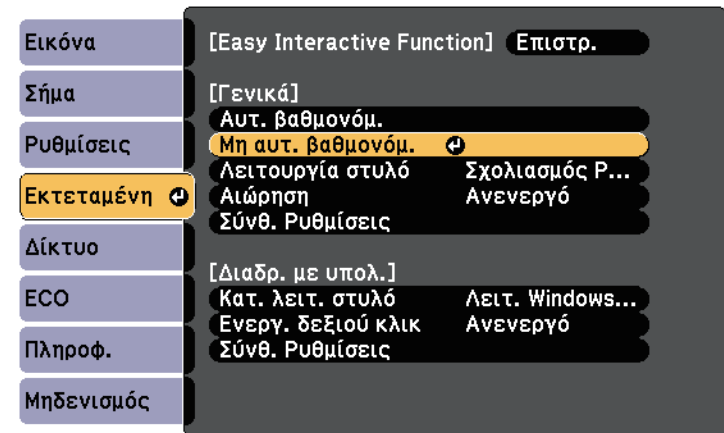 Εικόνα
Σήμα
Ρυθμίσεις
Εκτεταμένη
Δίκτυο
ECO
Πληροφ.
Μηδενισμός
[Easy Interactive Function] Επιστρ.
[Γενικά]
Αυτ. βαθμονόμ.
Μη αυτ. βαθμονόμ.
Λειτουργία στυλό Σχολιασμός P...
Αιώρηση Ανενεργό
Σύνθ. Ρυθμίσεις
[Διαδρ. με υπολ.]
Κατ. λειτ. στυλό Λειτ. Windows...
Ενεργ. δεξιού κλικ Ανενεργό
Σύνθ. Ρυθμίσεις